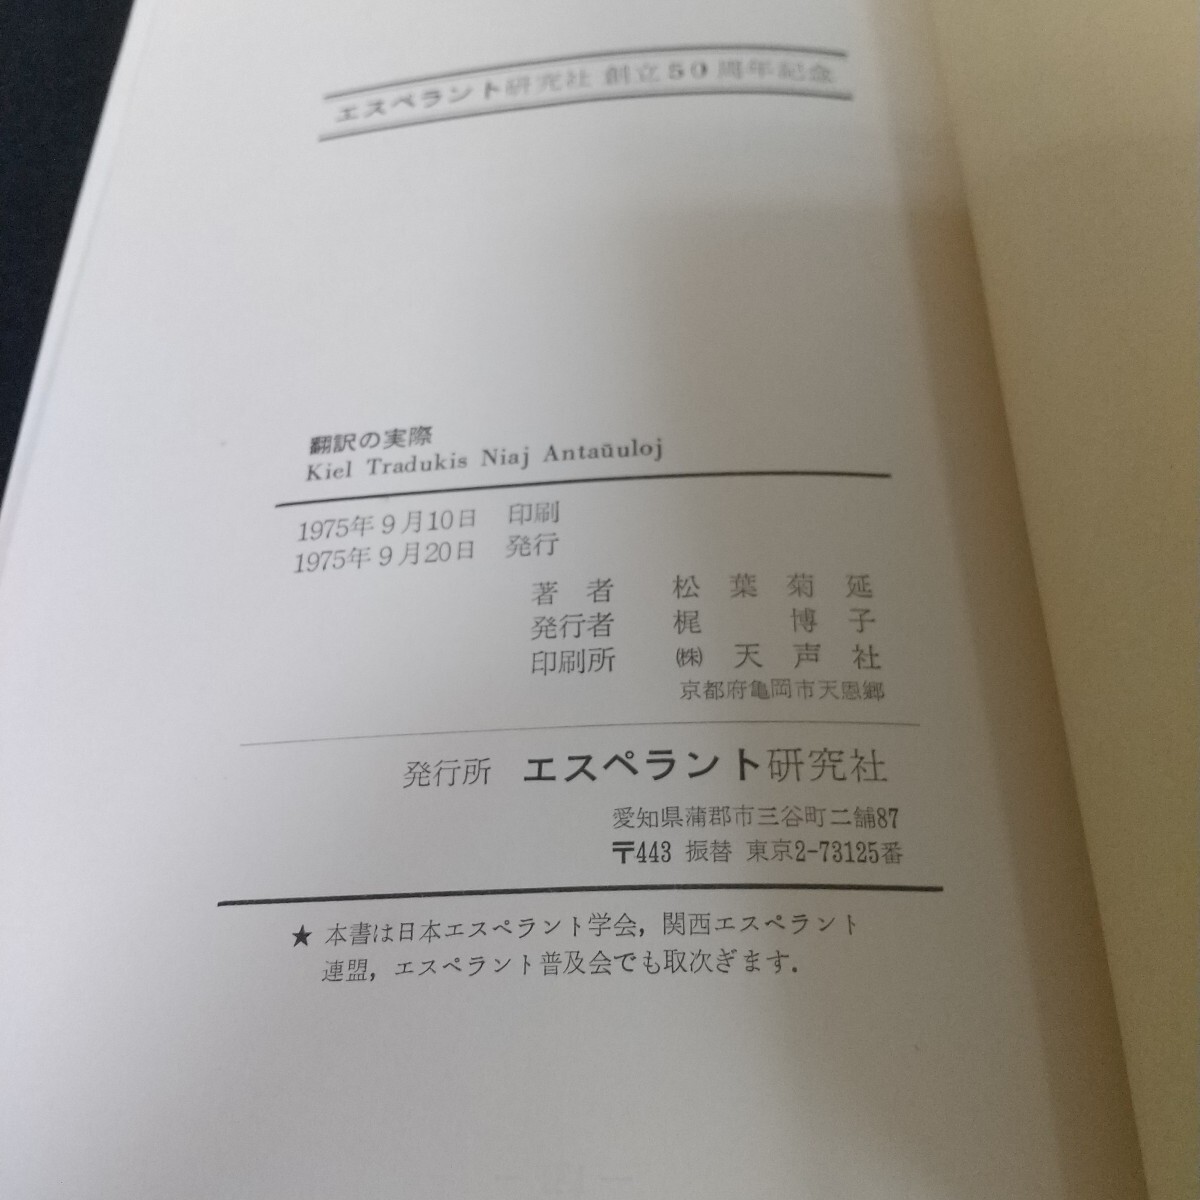 エスペラント研究社 創立50周年記念
翻訳の実際
Kiel Tradukis Niaj Antaŭuloj
1975年9月10日 印刷
1975年9月20日 発行
著者 松葉菊延
発行者 梶博子
印刷所 ㈱天声社
京都府亀岡市天恩郷
発行所 エスペラント研究社
愛知県蒲郡市三谷町二舗87
〒443 振替 東京2-73125番
★ 本書は日本エスペラント学会，関西エスペラント
連盟，エスペラント普及会でも取次ぎます．